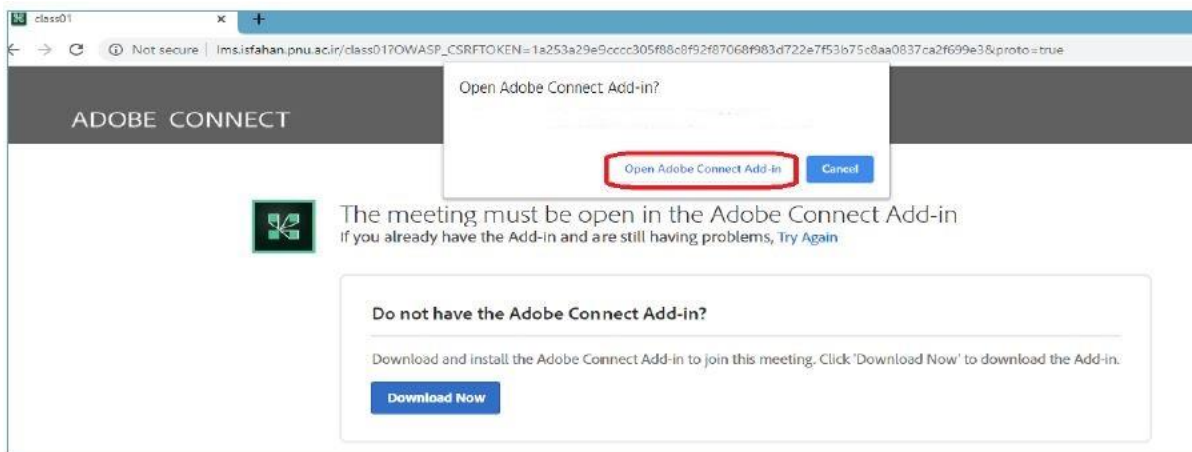 class01
Not secure | lms.isfahan.pnu.ac.ir/class01?OWASP_CSRFTOKEN=1a253a29e9cccc305f88c8f92f87068f983d722e7f53b75c8aa0837ca2f699e3&proto=true
Open Adobe Connect Add-in?
ADOBE CONNECT
Open Adobe Connect Add-in Cancel
The meeting must be open in the Adobe Connect Add-in
If you already have the Add-in and are still having problems, Try Again
Do not have the Adobe Connect Add-in?
Download and install the Adobe Connect Add-in to join this meeting. Click 'Download Now' to download the Add-in.
Download Now